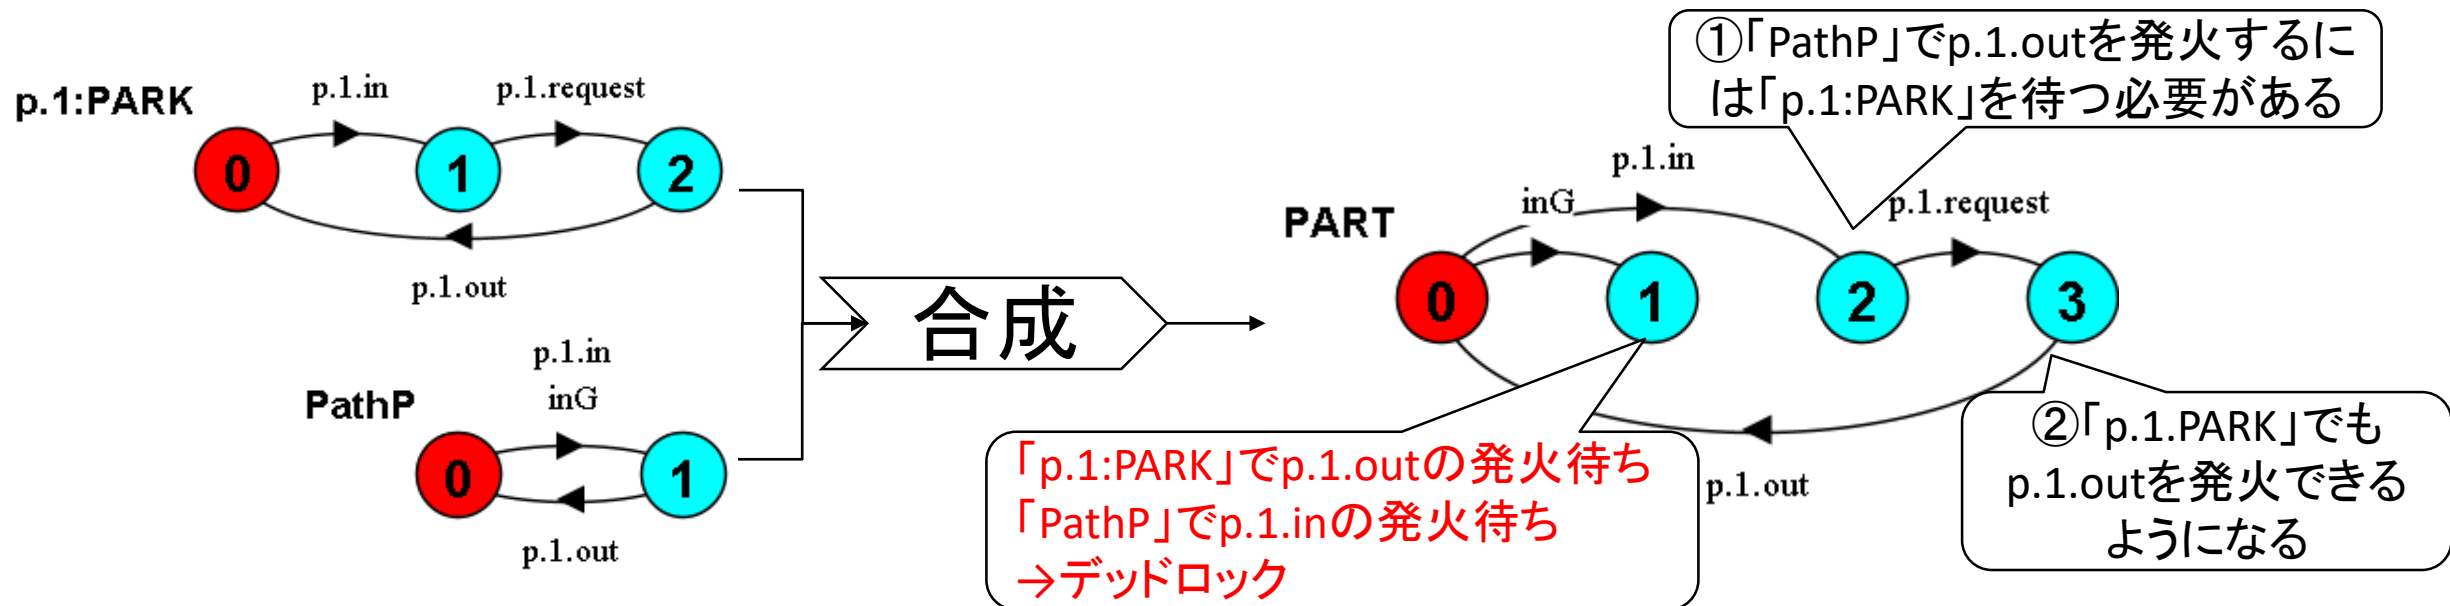 p.1:PARK
p.1.in
p.1.request
0
1
2
p.1.out
PathP
p.1.in
inG
0
1
p.1.out
合成
①「PathP」でp.1.outを発火するに
は「p.1:PARK」を待つ必要がある
PART
inG
p.1.in
p.1.request
0
1
2
3
p.1.out
「p.1:PARK」でp.1.outの発火待ち
「PathP」でp.1.inの発火待ち
→デッドロック
②「p.1.PARK」でも
p.1.outを発火できる
ようになる